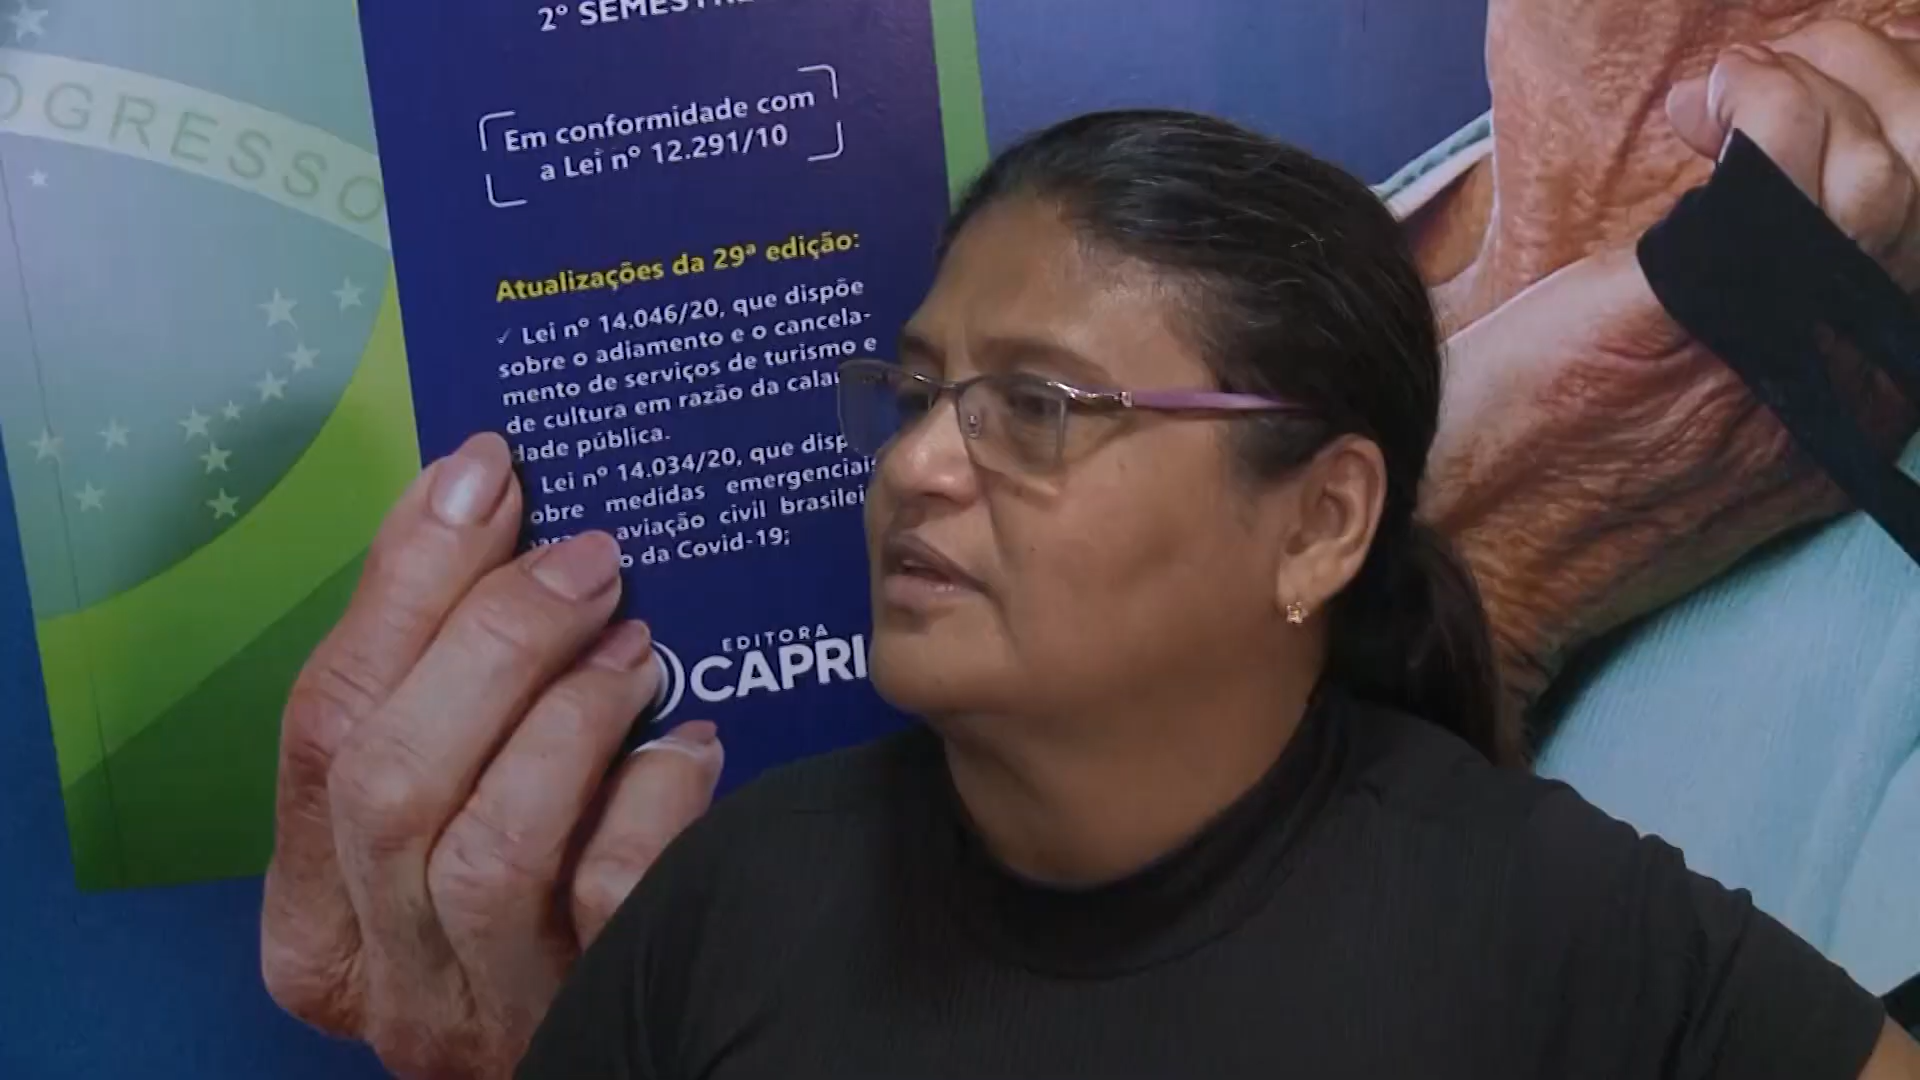 OGRESSO
2º SEMESTRE
Em conformidade com
a Lei nº 12.291/10
Atualizações da 29ª edição:
✓ Lei nº 14.046/20, que dispõe
sobre o adiamento e o cancela-
mento de serviços de turismo e
de cultura em razão da cala
dade pública.
Lei nº 14.034/20, que disp
obre medidas emergenciais
aviação civil brasilei
o da Covid-19;
EDITORA
CAPRI